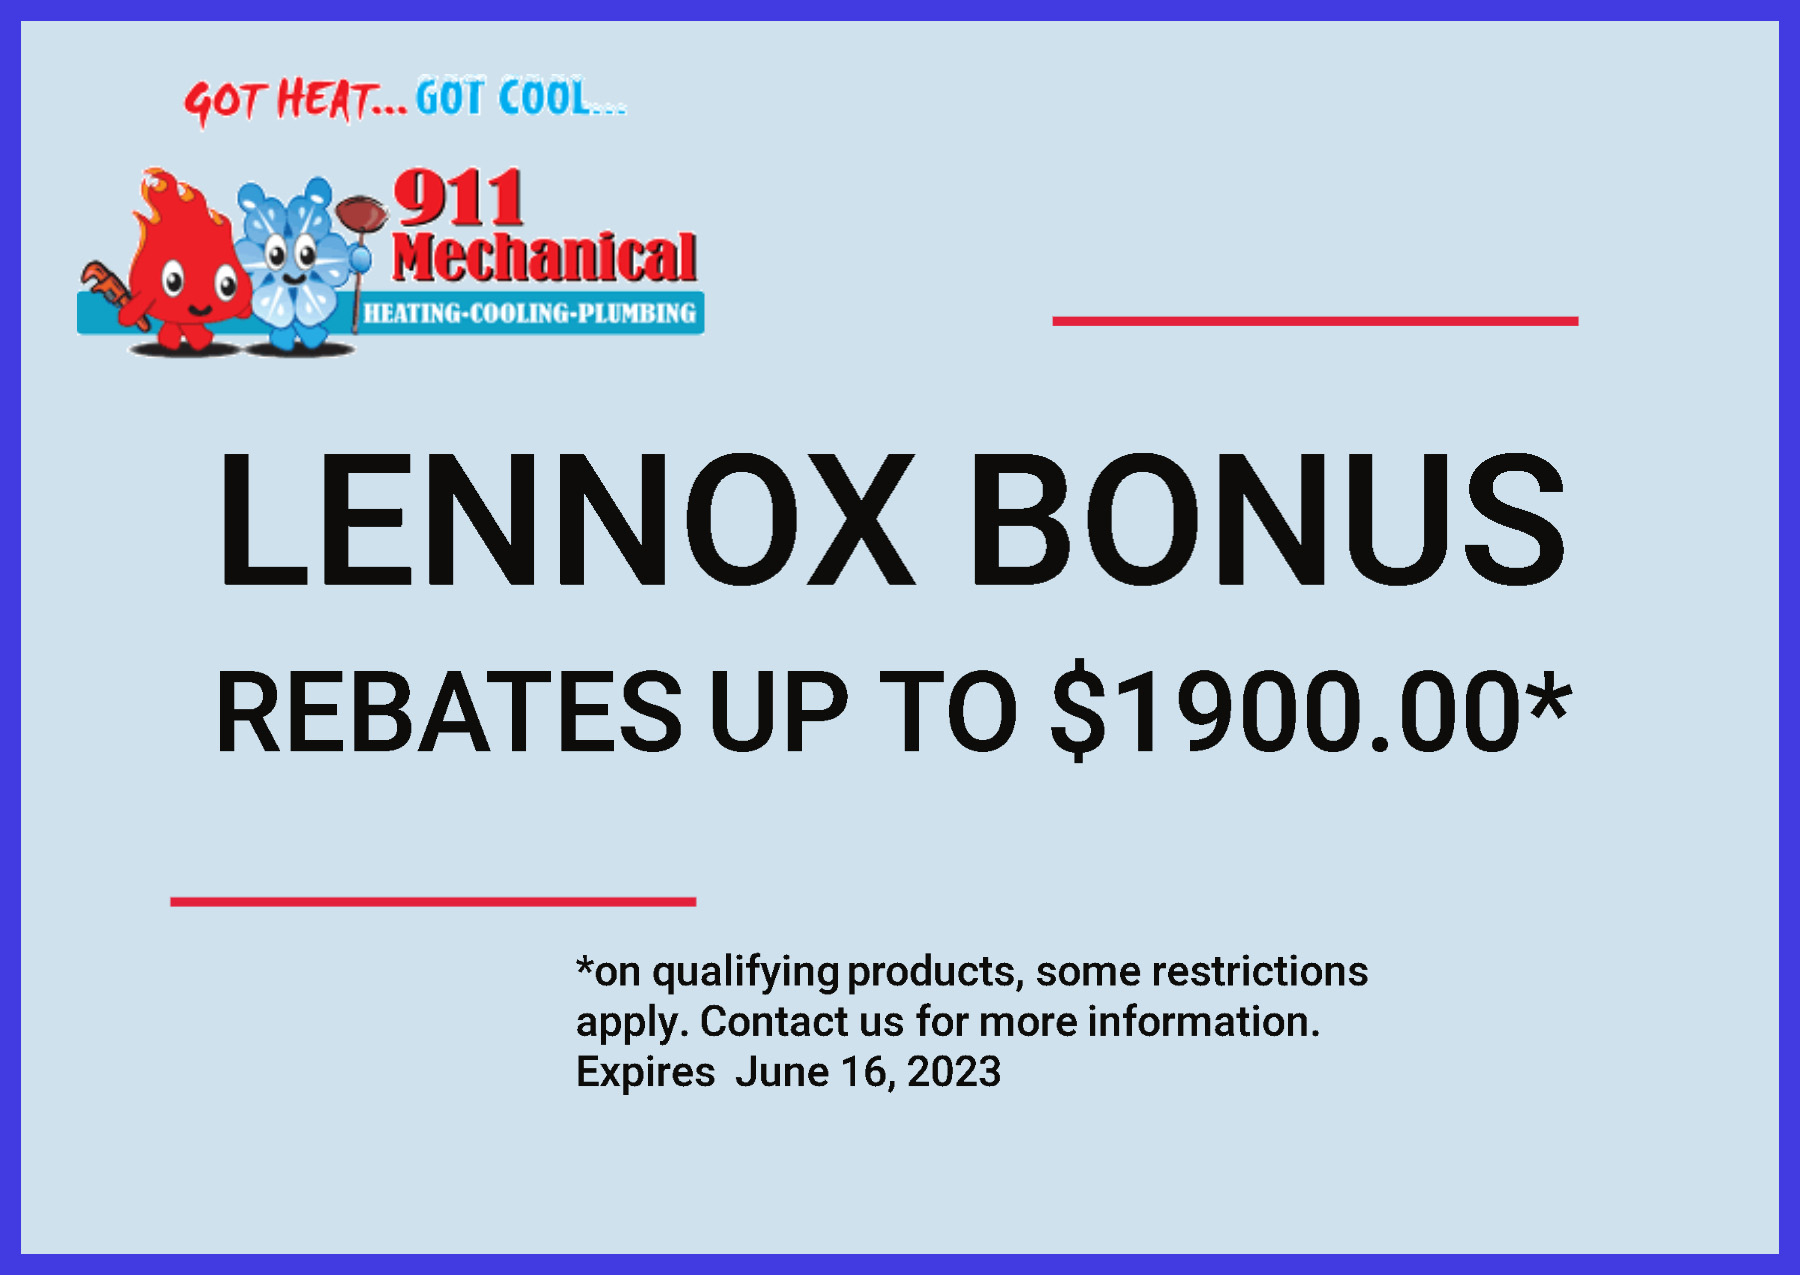 GOT HEAT... GOT COOL...
911
Mechanical
HEATING-COOLING-PLUMBING
LENNOX BONUS
REBATES UP TO $1900.00*
*on qualifying products, some restrictions
apply. Contact us for more information.
Expires  June 16, 2023